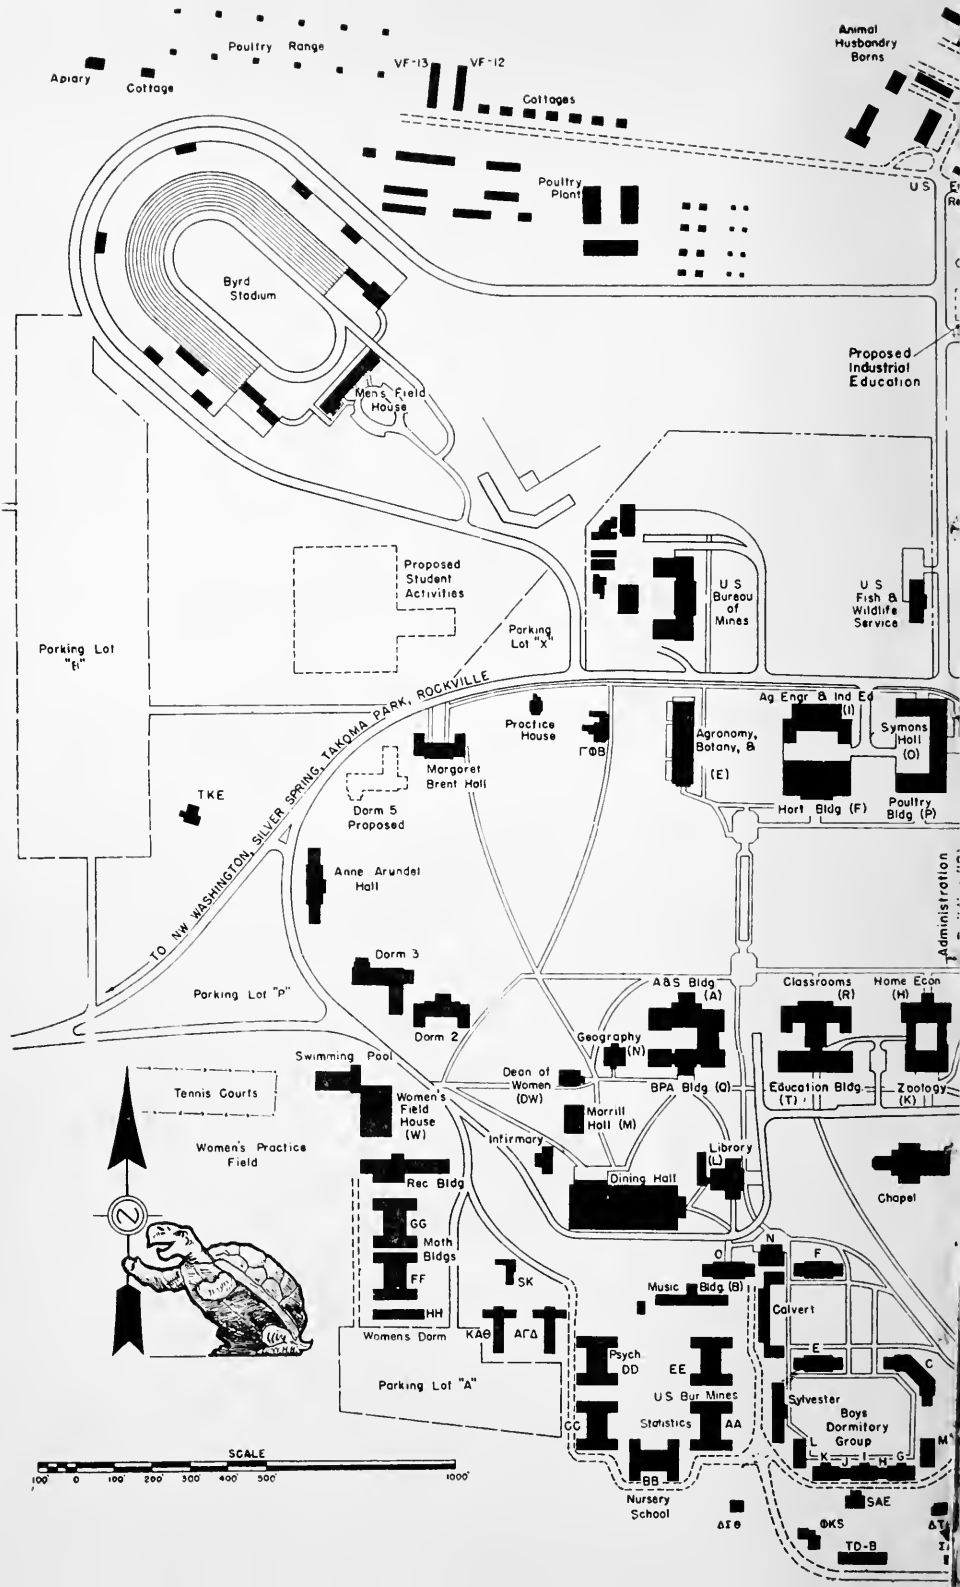 Poultry Range
Apiary
Cottage
VF-13
VF-12
Cottages
Animal
Husbandry
Barns
Poultry
Plant
U S
Byrd
Stadium
Men's Field
House
Proposed
Industrial
Education
Proposed
Student
Activities
Parking
Lot "X"
U S
Bureau
of
Mines
U S
Fish &
Wildlife
Service
Parking Lot
TO NW WASHINGTON, SILVER SPRING, TAKOMA PARK, ROCKVILLE
Practice
House
ΓΦΒ
Agronomy,
Botany, &
(E)
Ag Engr & Ind Ed
(I)
Symons
Hall
(O)
Hort Bldg (F)
Poultry
Bldg (P)
Margaret
Brent Hall
Dorm 5
Proposed
TKE
Anne Arundel
Hall
Administration
Dorm 3
Parking Lot "P"
Dorm 2
A&S Bldg
(A)
Classrooms
(R)
Home Econ
(H)
Geography
(N)
Dean of
Women
(DW)
BPA Bldg (Q)
Education Bldg.
(T)
Zoology
(K)
Swimming Pool
Tennis Courts
Women's
Field
House
(W)
Morrill
Hall (M)
Women's Practice
Field
Infirmary
Library
(L)
Dining Hall
Chapel
Rec Bldg
GG
Math
Bldgs
FF
HH
Women's Dorm
SK
ΚΑΘ
ΑΓΔ
Parking Lot "A"
O
N
F
Music Bldg (B)
Calvert
E
C
Psych
DD
EE
U S Bur Mines
Statistics
CC
AA
BB
Nursery
School
Sylvester
Boys
Dormitory
Group
L
K
J
I
H
G
M
SAE
ΔΣΘ
ΦKS
TD-B
ΔΤ
Σ
Z
SCALE
100' 0 100' 200' 300' 400' 500' 1000'